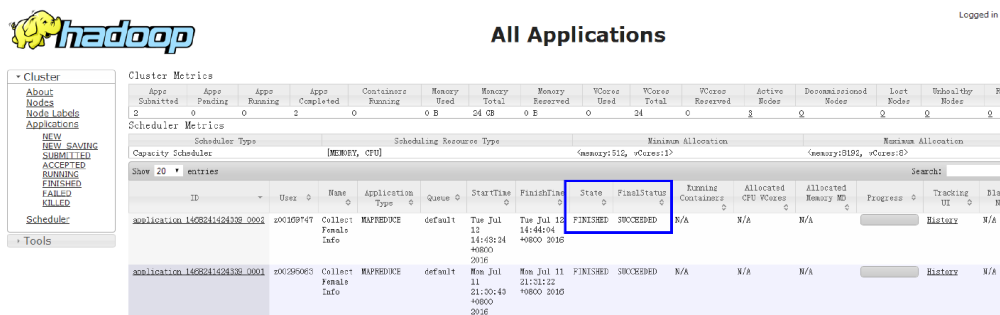 hadoop
All Applications
Logged in
Cluster
About
Nodes
Node Labels
Applications
NEW
NEW_SAVING
SUBMITTED
ACCEPTED
RUNNING
FINISHED
FAILED
KILLED
Scheduler
Tools
Cluster Metrics
Apps Submitted Apps Pending Apps Running Apps Completed Containers Running Memory Used Memory Total Memory Reserved VCores Used VCores Total VCores Reserved Active Nodes Decommissioned Nodes Lost Nodes Unhealthy Nodes R
2 0 0 2 0 0 B 24 GB 0 B 0 24 0 3 0 0 0 0
Scheduler Metrics
Scheduler Type Scheduling Resource Type Minimum Allocation Maximum Allocation
Capacity Scheduler [MEMORY, CPU] <memory:512, vCores:1> <memory:8192, vCores:8>
Show 20 entries Search:
ID User Name Application Type Queue StartTime FinishTime State FinalStatus Running Containers Allocated CPU VCores Allocated Memory MB Progress Tracking UI Bla N
application_1468241424339_0002 z00169747 Collect Female Info MAPREDUCE default Tue Jul 12 14:43:24 +0800 2016 Tue Jul 12 14:44:04 +0800 2016 FINISHED SUCCEEDED N/A N/A N/A History N/A
application_1468241424339_0001 z00295063 Collect Female Info MAPREDUCE default Mon Jul 11 21:30:43 +0800 2016 Mon Jul 11 21:31:22 +0800 2016 FINISHED SUCCEEDED N/A N/A N/A History N/A